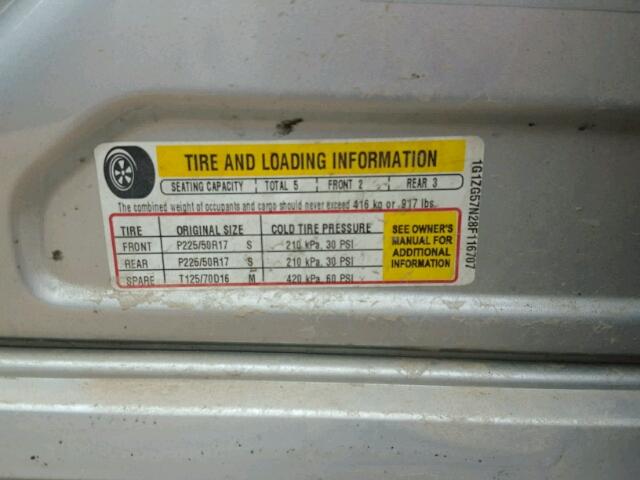 TIRE AND LOADING INFORMATION
SEATING CAPACITY TOTAL 5 FRONT 2 REAR 3
The combined weight of occupants and cargo should never exceed 416 kg or 917 lbs.
TIRE ORIGINAL SIZE COLD TIRE PRESSURE
FRONT P225/50R17 S 210 kPa, 30 PSI
REAR P225/50R17 S 210 kPa, 30 PSI
SPARE T125/70D16 M 420 kPa, 60 PSI
SEE OWNER'S
MANUAL FOR
ADDITIONAL
INFORMATION
1G1ZG57N28F116707